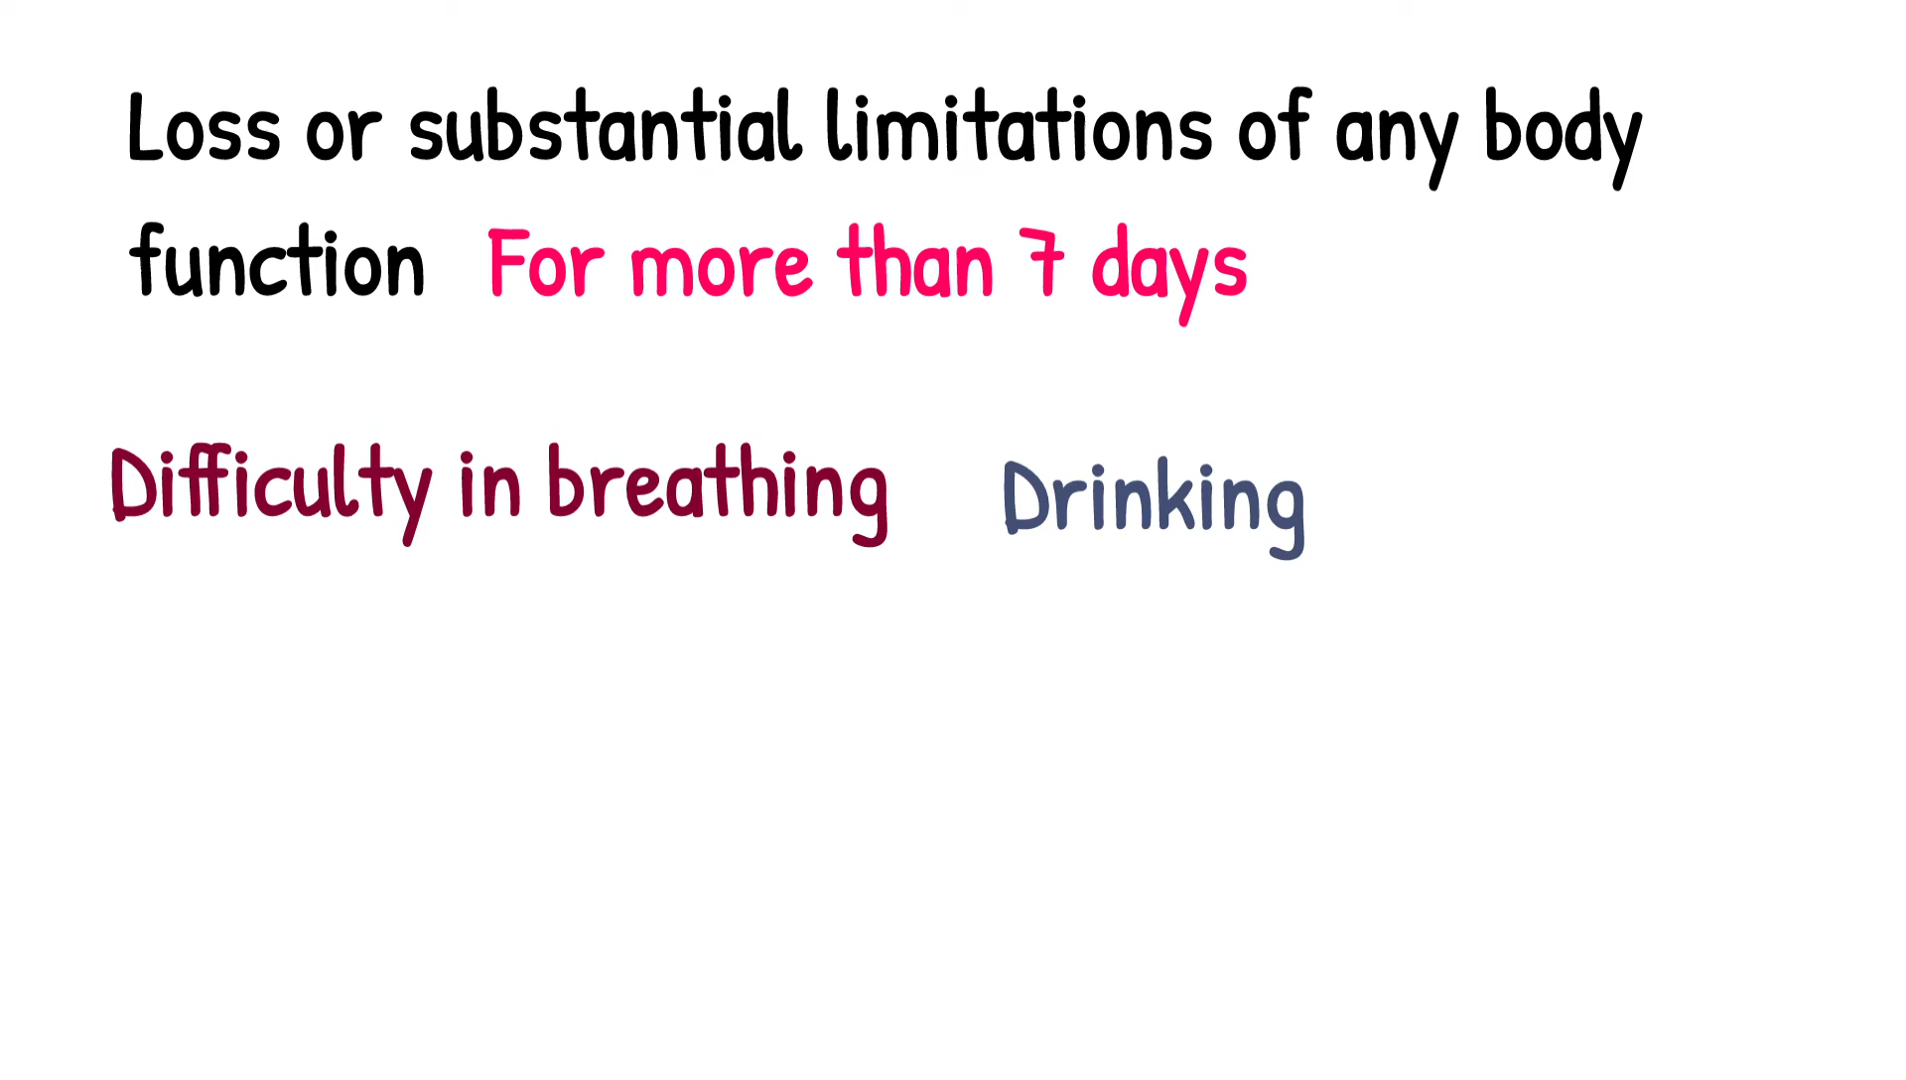 Loss or substantial limitations of any body
function For more than 7 days
Difficulty in breathing Drinking